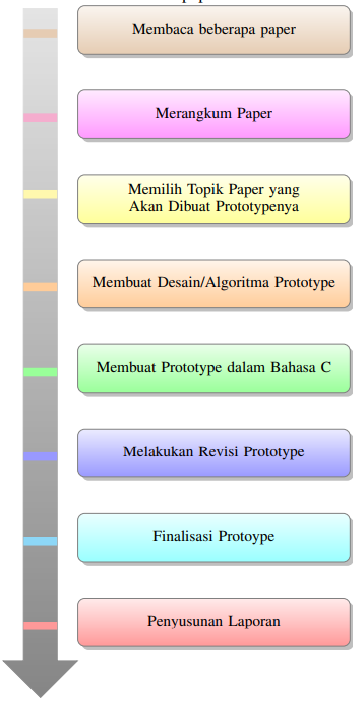 Membaca beberapa paper
Merangkum Paper
Memilih Topik Paper yang
Akan Dibuat Prototypenya
Membuat Desain/Algoritma Prototype
Membuat Prototype dalam Bahasa C
Melakukan Revisi Prototype
Finalisasi Protoype
Penyusunan Laporan